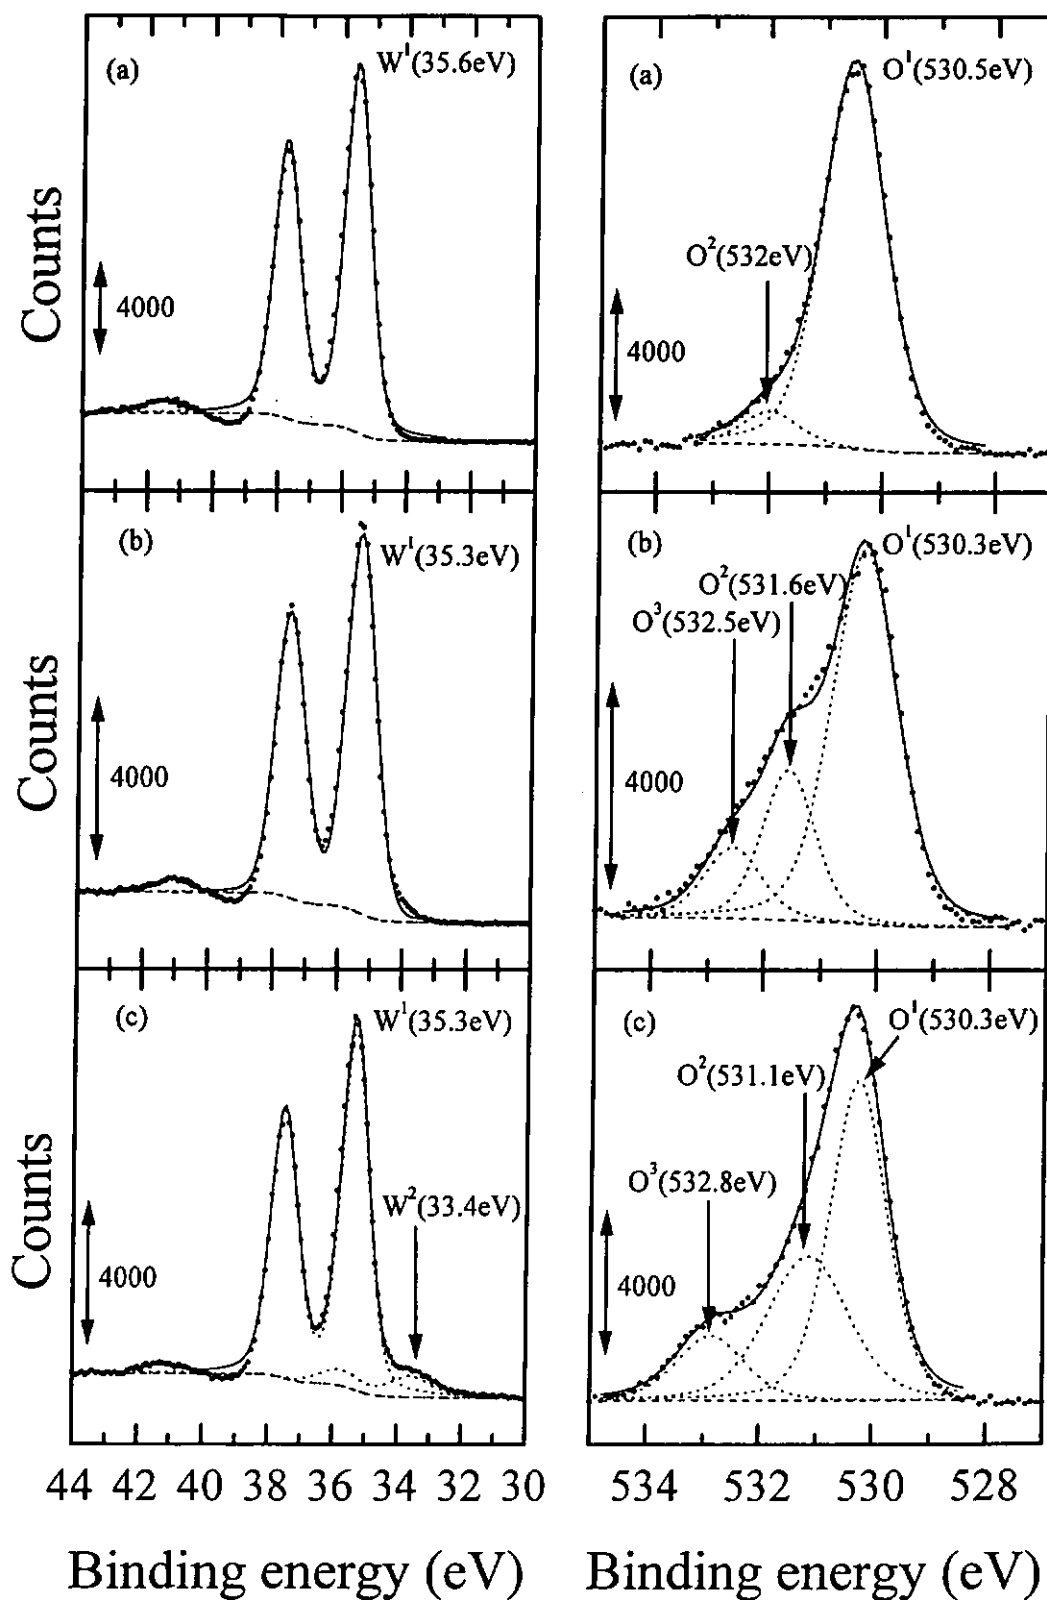 (a)
W¹(35.6eV)
Counts
4000
(b)
W¹(35.3eV)
Counts
4000
(c)
W¹(35.3eV)
W²(33.4eV)
Counts
4000
44 42 40 38 36 34 32 30
Binding energy (eV)
(a)
O¹(530.5eV)
O²(532eV)
4000
(b)
O¹(530.3eV)
O²(531.6eV)
O³(532.5eV)
4000
(c)
O¹(530.3eV)
O²(531.1eV)
O³(532.8eV)
4000
534 532 530 528
Binding energy (eV)